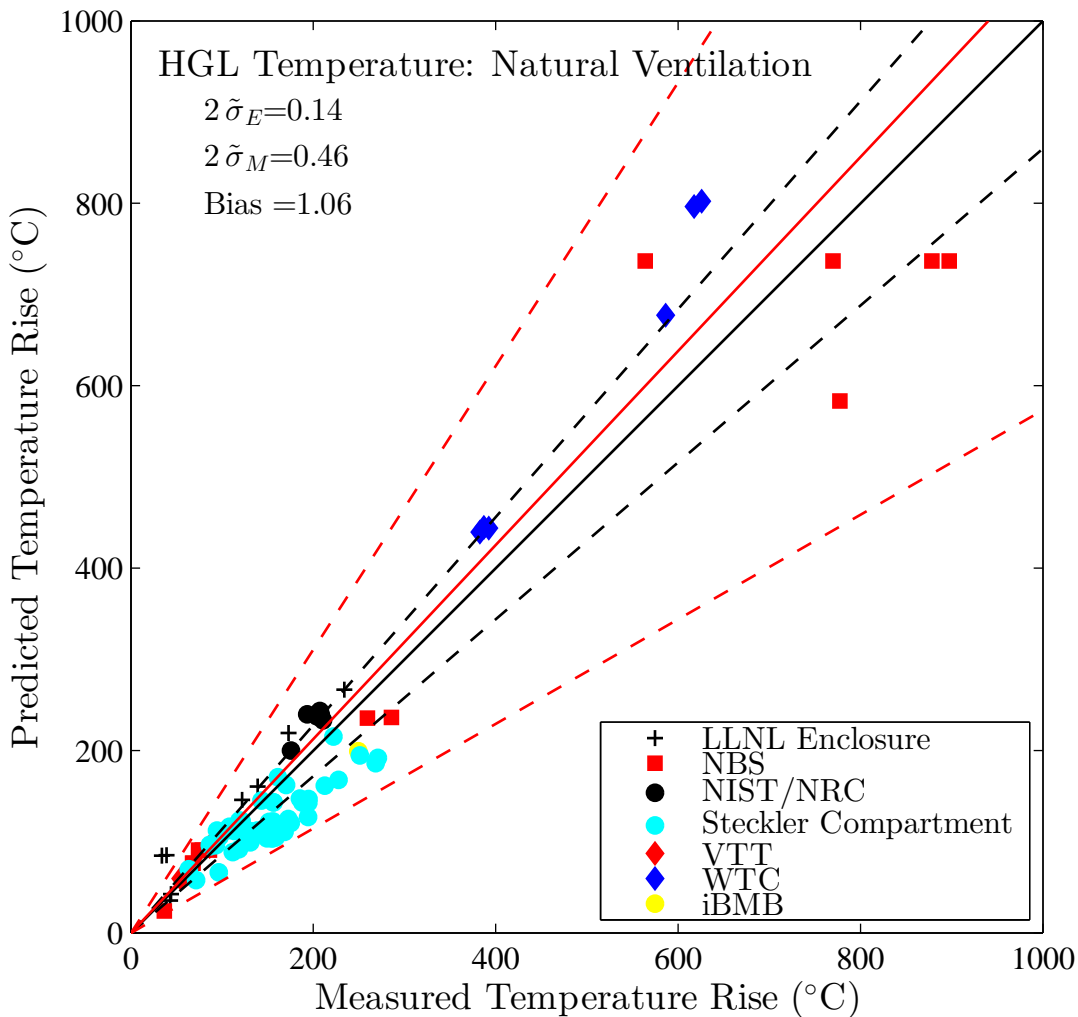 HGL Temperature: Natural Ventilation
2 σ̃_E=0.14
2 σ̃_M=0.46
Bias =1.06
Predicted Temperature Rise (°C)
1000
800
600
400
200
0
0 200 400 600 800 1000
Measured Temperature Rise (°C)
LLNL Enclosure
NBS
NIST/NRC
Steckler Compartment
VTT
WTC
iBMB